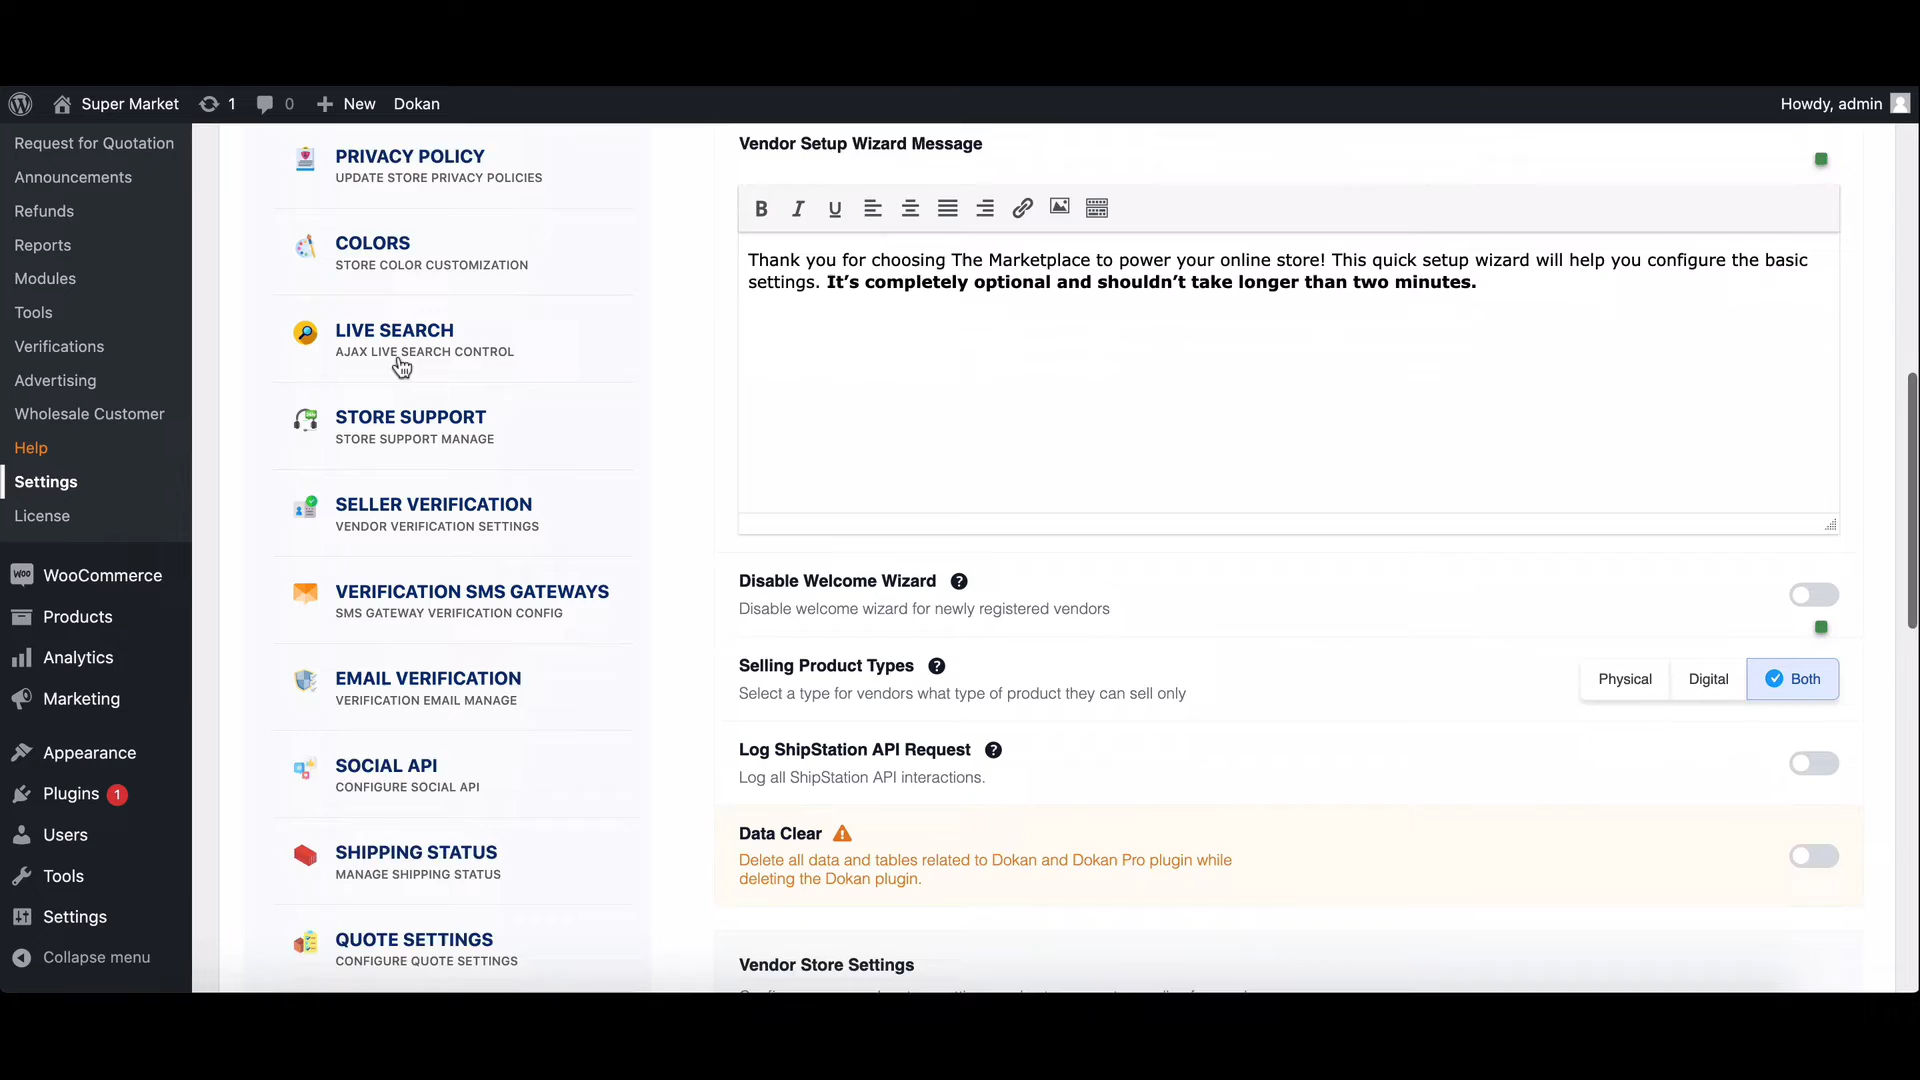 Super Market
1
0
New
Dokan
Howdy, admin
Request for Quotation
Announcements
Refunds
Reports
Modules
Tools
Verifications
Advertising
Wholesale Customer
Help
Settings
License
WooCommerce
Products
Analytics
Marketing
Appearance
Plugins 1
Users
Tools
Settings
Collapse menu
PRIVACY POLICY
UPDATE STORE PRIVACY POLICIES
COLORS
STORE COLOR CUSTOMIZATION
LIVE SEARCH
AJAX LIVE SEARCH CONTROL
STORE SUPPORT
STORE SUPPORT MANAGE
SELLER VERIFICATION
VENDOR VERIFICATION SETTINGS
VERIFICATION SMS GATEWAYS
SMS GATEWAY VERIFICATION CONFIG
EMAIL VERIFICATION
VERIFICATION EMAIL MANAGE
SOCIAL API
CONFIGURE SOCIAL API
SHIPPING STATUS
MANAGE SHIPPING STATUS
QUOTE SETTINGS
CONFIGURE QUOTE SETTINGS
Vendor Setup Wizard Message
B I U
Thank you for choosing The Marketplace to power your online store! This quick setup wizard will help you configure the basic
settings. It’s completely optional and shouldn’t take longer than two minutes.
Disable Welcome Wizard ?
Disable welcome wizard for newly registered vendors
Selling Product Types ?
Select a type for vendors what type of product they can sell only
Physical
Digital
Both
Log ShipStation API Request ?
Log all ShipStation API interactions.
Data Clear
Delete all data and tables related to Dokan and Dokan Pro plugin while
deleting the Dokan plugin.
Vendor Store Settings